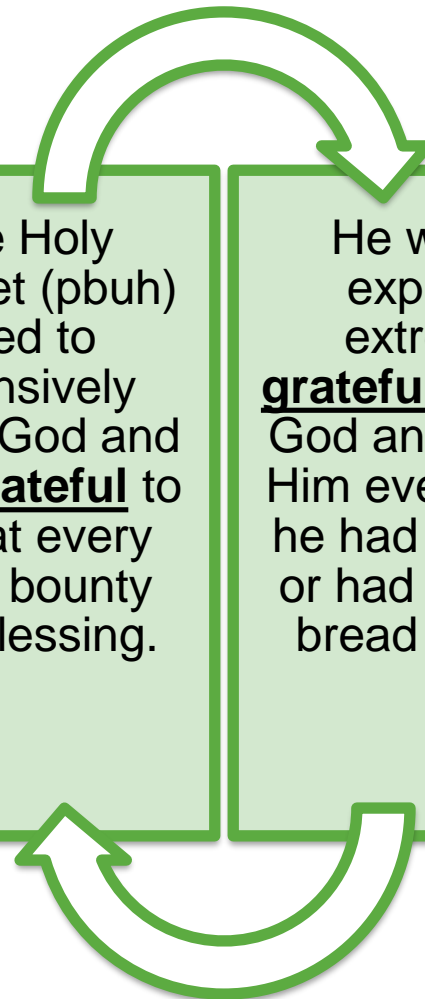 e Holy
et (pbuh)
ed to
nsively
God and
ateful to
at every
bounty
lessing.
He w
exp
extr
gratefu
God an
Him eve
he had
or had
bread